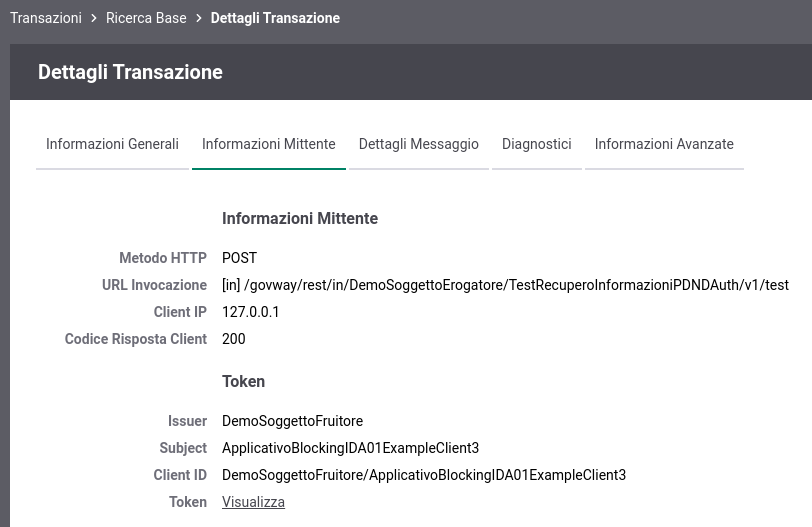 Transazioni > Ricerca Base > Dettagli Transazione
Dettagli Transazione
Informazioni Generali Informazioni Mittente Dettagli Messaggio Diagnostici Informazioni Avanzate
Informazioni Mittente
Metodo HTTP POST
URL Invocazione [in] /govway/rest/in/DemoSoggettoErogatore/TestRecuperoInformazioniPDNDAuth/v1/test
Client IP 127.0.0.1
Codice Risposta Client 200
Token
Issuer DemoSoggettoFruitore
Subject ApplicativoBlockingIDA01ExampleClient3
Client ID DemoSoggettoFruitore/ApplicativoBlockingIDA01ExampleClient3
Token Visualizza